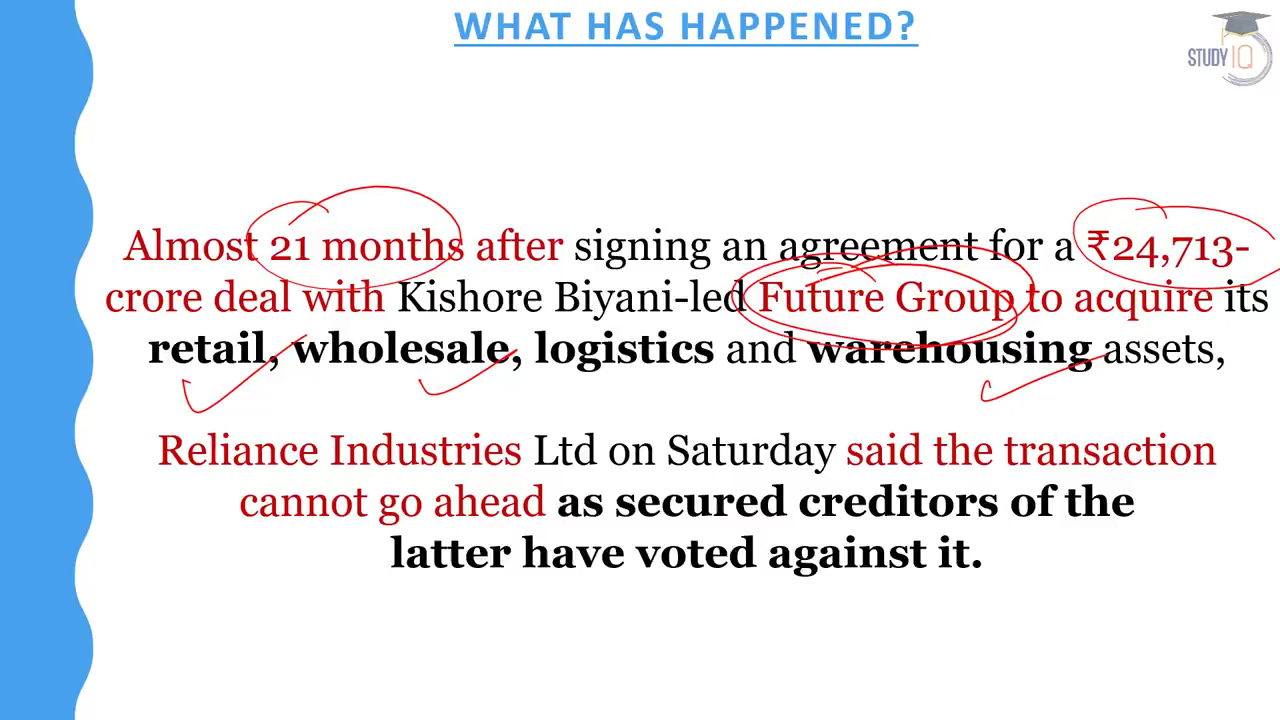 WHAT HAS HAPPENED?
STUDY IQ
Almost 21 months after signing an agreement for a ₹24,713-
crore deal with Kishore Biyani-led Future Group to acquire its
retail, wholesale, logistics and warehousing assets,
Reliance Industries Ltd on Saturday said the transaction
cannot go ahead as secured creditors of the
latter have voted against it.